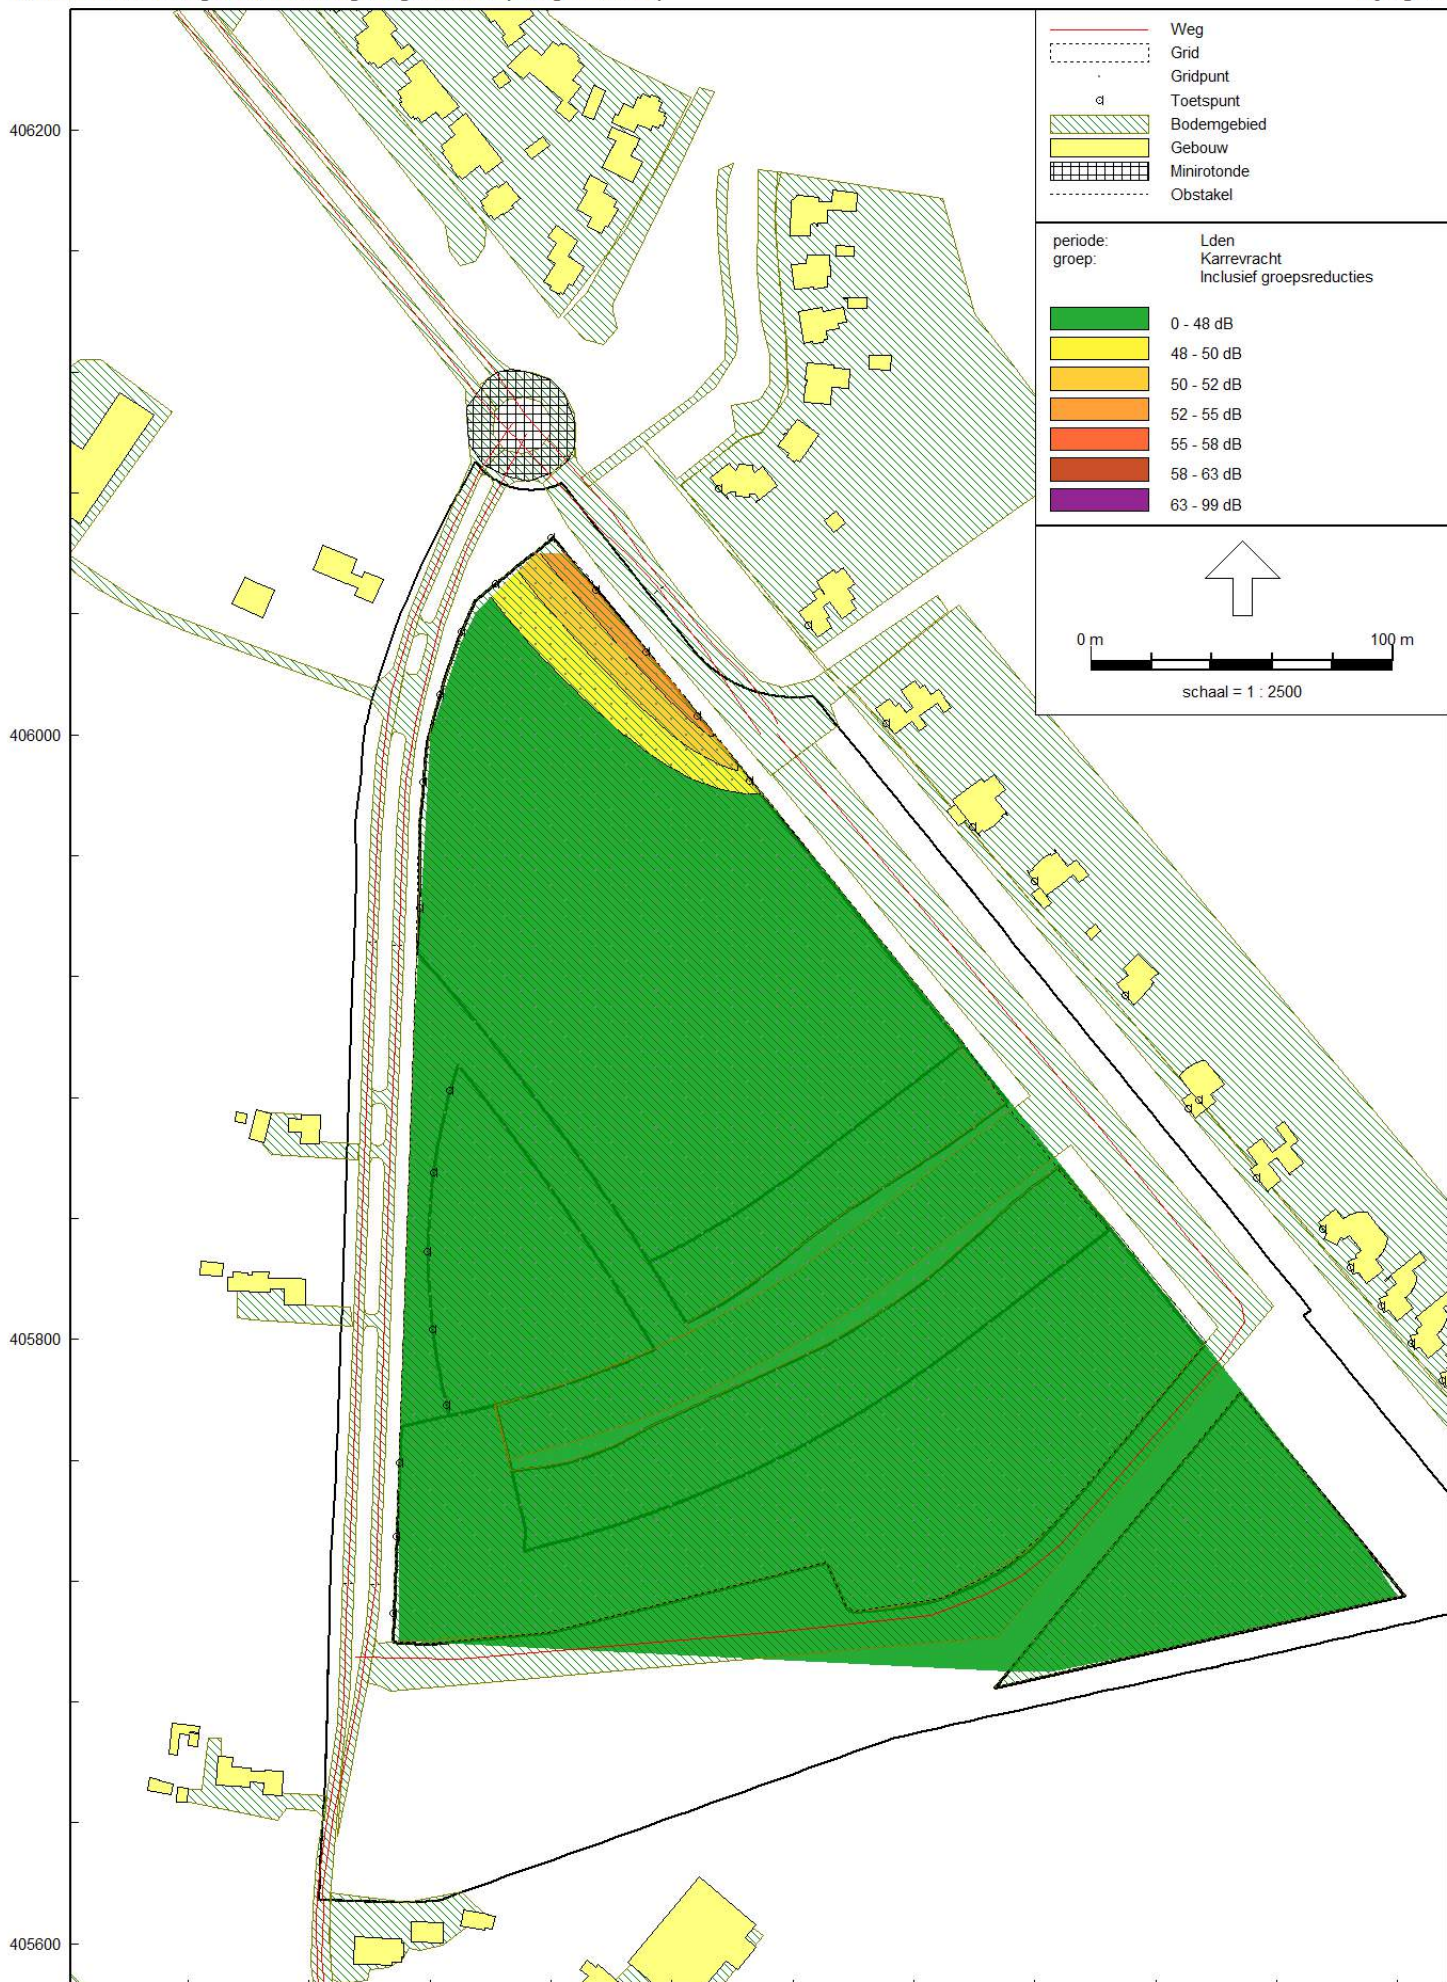 Weg
Grid
Gridpunt
Toetspunt
Bodemgebied
Gebouw
Minirotonde
Obstakel
periode: Lden
groep: Karrevracht
Inclusief groepsreducties
0 - 48 dB
48 - 50 dB
50 - 52 dB
52 - 55 dB
55 - 58 dB
58 - 63 dB
63 - 99 dB
0 m 100 m
schaal = 1 : 2500
406200
406000
405800
405600